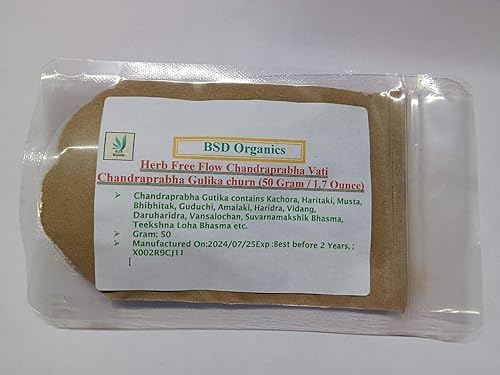 BSD Organics
Herb Free Flow Chandraprabha Vati
Chandraprabha Gulika churn (50 Gram / 1.7 Ounce)
Chandraprabha Gutika contains Kachora, Haritaki, Musta,
Bhibhitak, Guduchi, Amalaki, Haridra, Vidang,
Daruharidra, Vansalochan, Suvarnamakshik Bhasma,
Teekshna Loha Bhasma etc.
Gram: 50
Manufactured On:2024/07/25Exp :Best before 2 Years, ;
X002R9CJ11
[